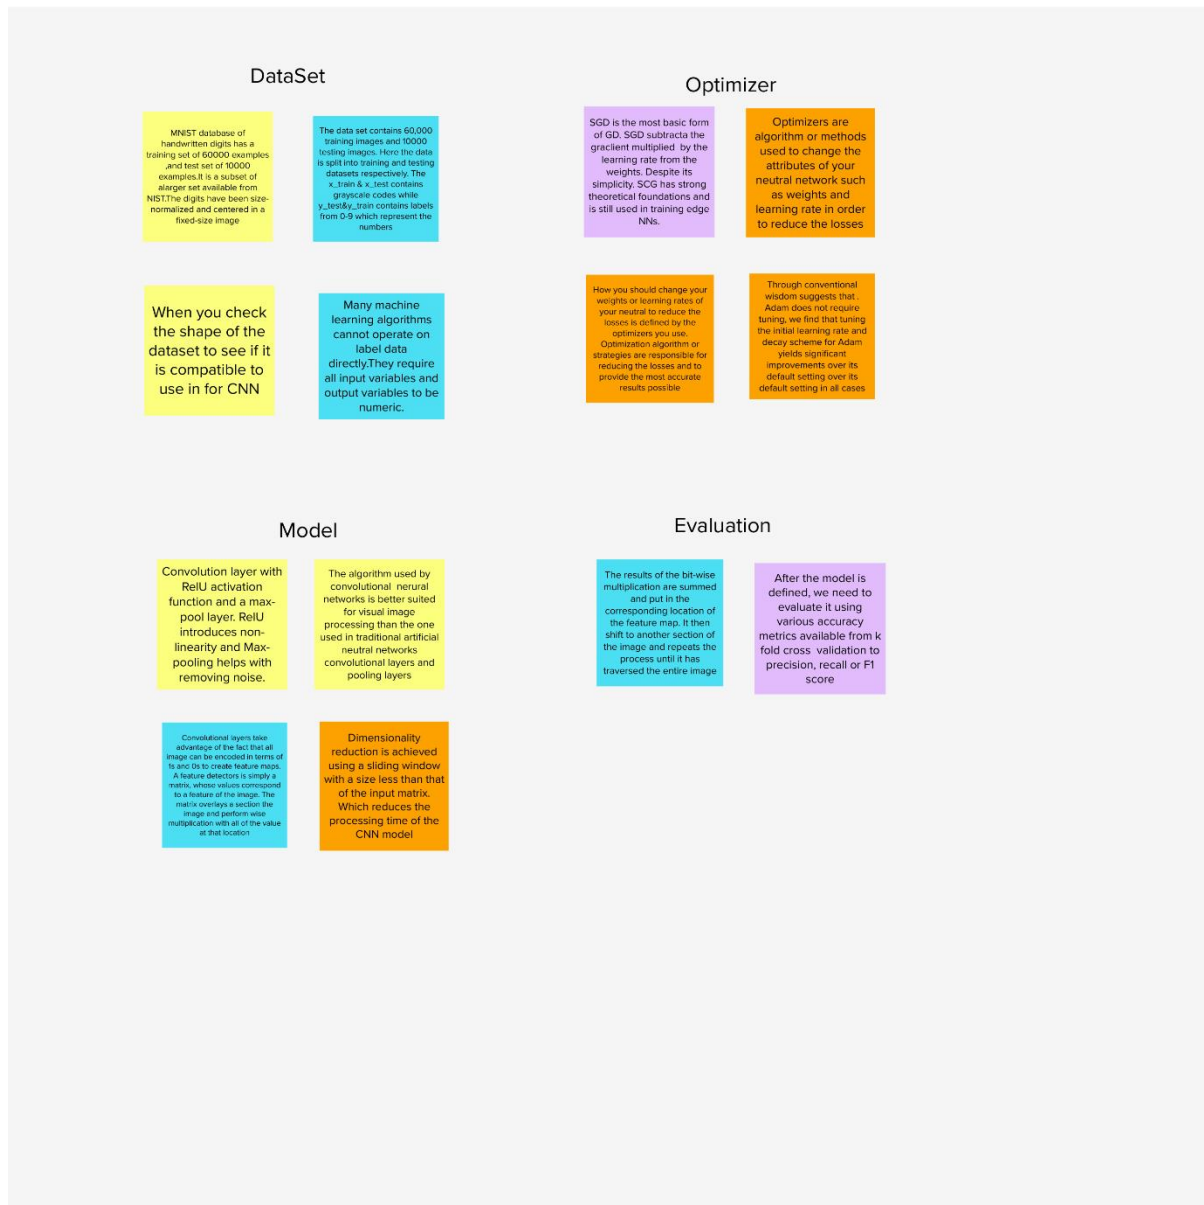 DataSet
MNIST database of
handwritten digits has a
training set of 60000 examples
,and test set of 10000
examples.It is a subset of
alarger set available from
NIST.The digits have been size-
normalized and centered in a
fixed-size image
The data set contains 60,000
training images and 10000
testing images. Here the data
is split into training and testing
datasets respectively. The
x_train & x_test contains
grayscale codes while
y_test&y_train contains labels
from 0-9 which represent the
numbers
When you check
the shape of the
dataset to see if it
is compatible to
use in for CNN
Many machine
learning algorithms
cannot operate on
label data
directly.They require
all input variables and
output variables to be
numeric.
Optimizer
SGD is the most basic form
of GD. SGD subtracta the
graclient multiplied by the
learning rate from the
weights. Despite its
simplicity. SCG has strong
theoretical foundations and
is still used in training edge
NNs.
Optimizers are
algorithm or methods
used to change the
attributes of your
neutral network such
as weights and
learning rate in order
to reduce the losses
How you should change your
weights or learning rates of
your neutral to reduce the
losses is defined by the
optimizers you use.
Optimization algorithm or
strategies are responsible for
reducing the losses and to
provide the most accurate
results possible
Through conventional
wisdom suggests that .
Adam does not require
tuning, we find that tuning
the initial learning rate and
decay scheme for Adam
yields significant
improvements over its
default setting over its
default setting in all cases
Model
Convolution layer with
RelU activation
function and a max-
pool layer. RelU
introduces non-
linearity and Max-
pooling helps with
removing noise.
The algorithm used by
convolutional nerural
networks is better suited
for visual image
processing than the one
used in traditional artificial
neutral networks
convolutional layers and
pooling layers
Convolutional layers take
advantage of the fact that all
image can be encoded in terms of
1s and 0s to create feature maps.
A feature detectors is simply a
matrix, whose values correspond
to a feature of the image. The
matrix overlays a section the
image and perform wise
multiplication with all of the value
at that location
Dimensionality
reduction is achieved
using a sliding window
with a size less than that
of the input matrix.
Which reduces the
processing time of the
CNN model
Evaluation
The results of the bit-wise
multiplication are summed
and put in the
corresponding location of
the feature map. It then
shift to another section of
the image and repeats the
process until it has
traversed the entire image
After the model is
defined, we need to
evaluate it using
various accuracy
metrics available from k
fold cross validation to
precision, recall or F1
score